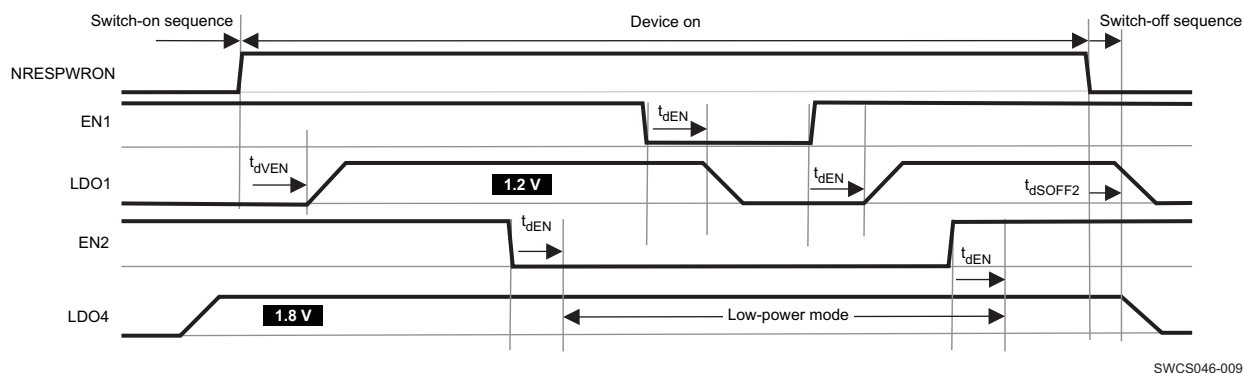 Switch-on sequence
Device on
Switch-off sequence
NRESPWRON
EN1
tdEN
tdVEN
LDO1
1.2 V
tdEN
tdSOFF2
EN2
tdEN
tdEN
LDO4
1.8 V
Low-power mode
SWCS046-009